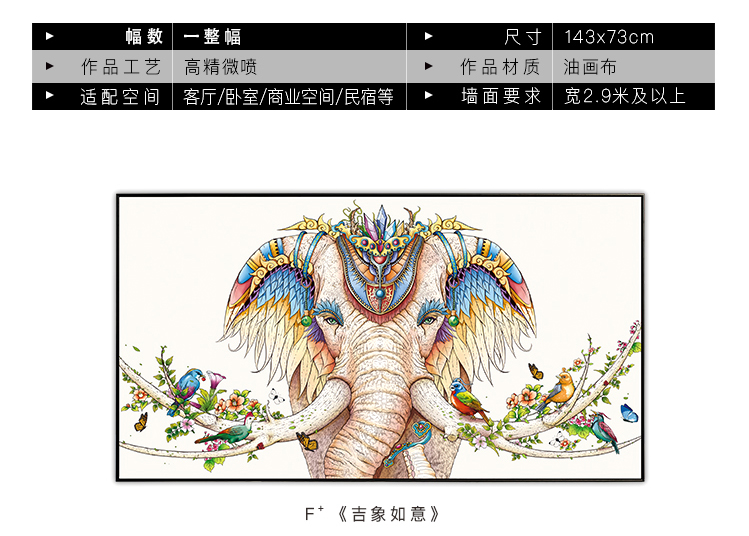 ▶ 幅数 一整幅 ▶ 尺寸 143x73cm
▶ 作品工艺 高精微喷 ▶ 作品材质 油画布
▶ 适配空间 客厅/卧室/商业空间/民宿等 ▶ 墙面要求 宽2.9米及以上
F⁺《吉象如意》